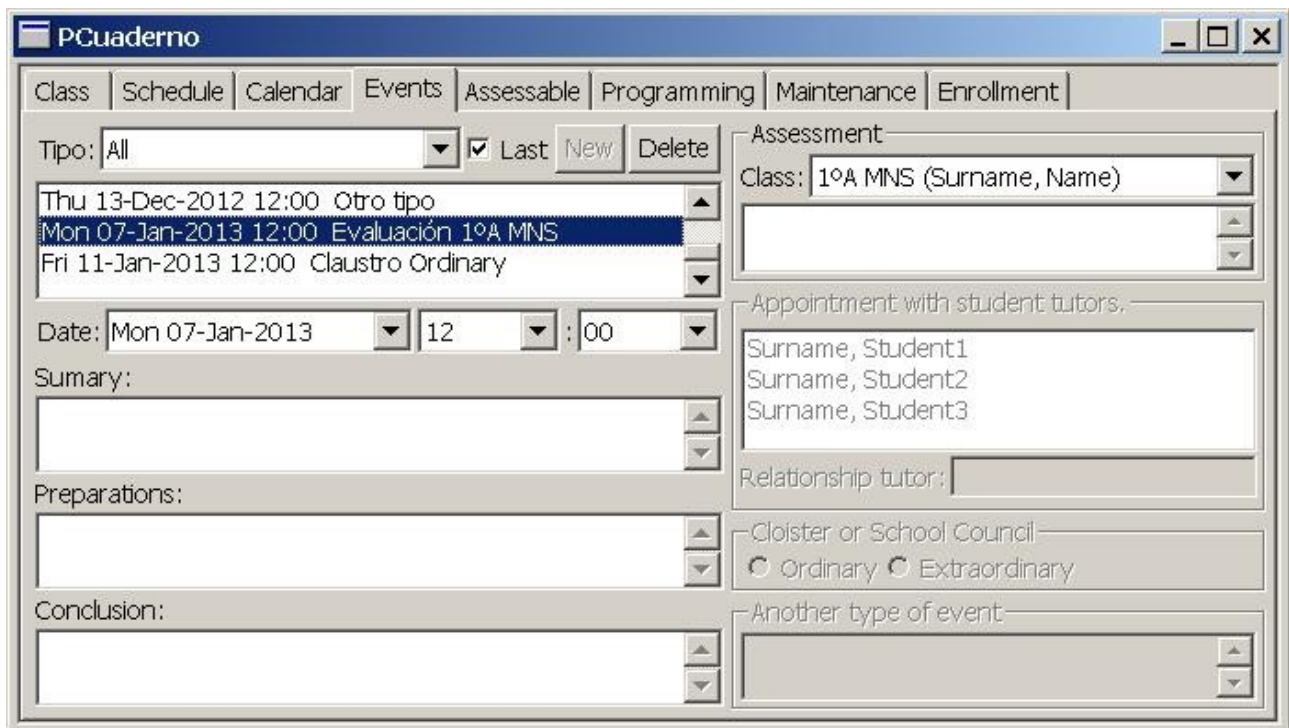 PCuaderno
Class Schedule Calendar Events Assessable Programming Maintenance Enrollment
Tipo: All Last New Delete
Thu 13-Dec-2012 12:00 Otro tipo
Mon 07-Jan-2013 12:00 Evaluación 1ºA MNS
Fri 11-Jan-2013 12:00 Claustro Ordinary
Date: Mon 07-Jan-2013 12 : 00
Sumary:
Preparations:
Conclusion:
Assessment
Class: 1ºA MNS (Surname, Name)
Appointment with student tutors.
Surname, Student1
Surname, Student2
Surname, Student3
Relationship tutor:
Cloister or School Council
Ordinary Extraordinary
Another type of event